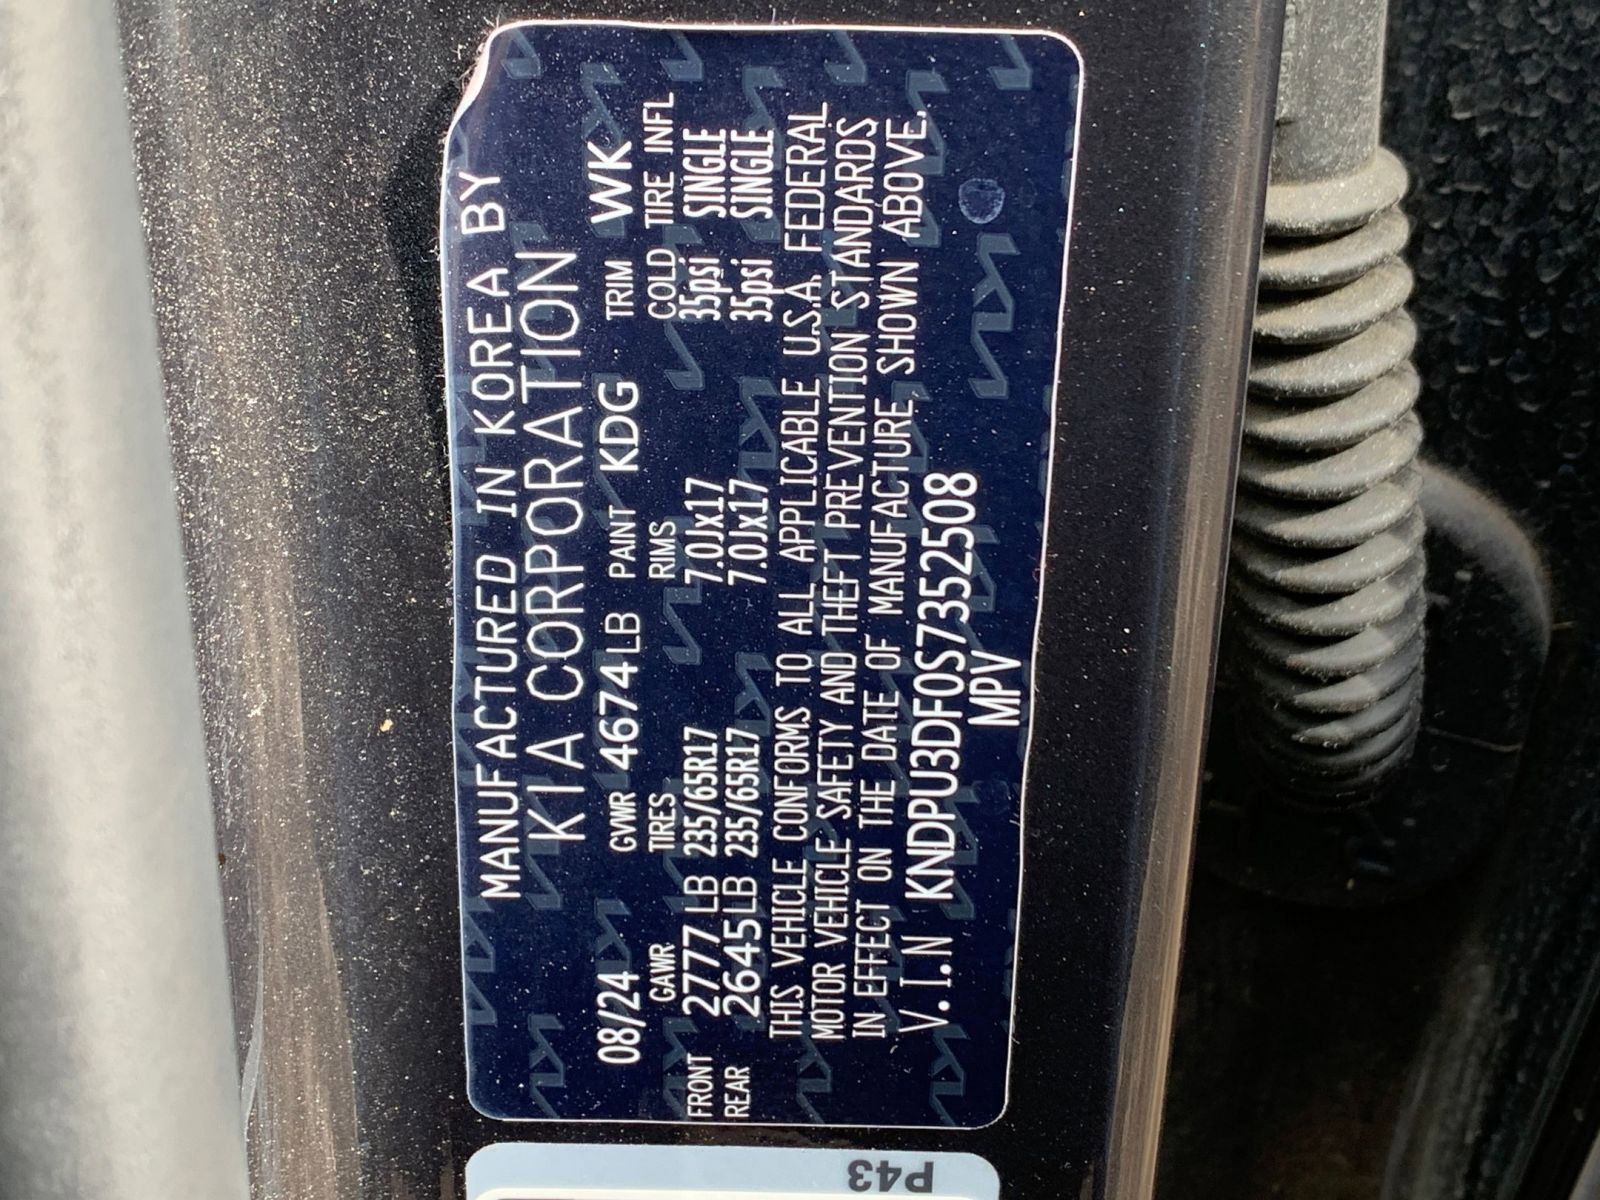 MANUFACTURED IN KOREA BY
KIA CORPORATION
08/24 GVWR 4674LB PAINT KDG TRIM WK
GAWR TIRES RIMS COLD TIRE INFL
FRONT 2777 LB 235/65R17 7.0Jx17 35psi SINGLE
REAR 2645LB 235/65R17 7.0Jx17 35psi SINGLE
THIS VEHICLE CONFORMS TO ALL APPLICABLE U.S.A. FEDERAL
MOTOR VEHICLE SAFETY AND THEFT PREVENTION STANDARDS
IN EFFECT ON THE DATE OF MANUFACTURE, SHOWN ABOVE.
V.I.N KNDPU3DF0S7352508
MPV
P43